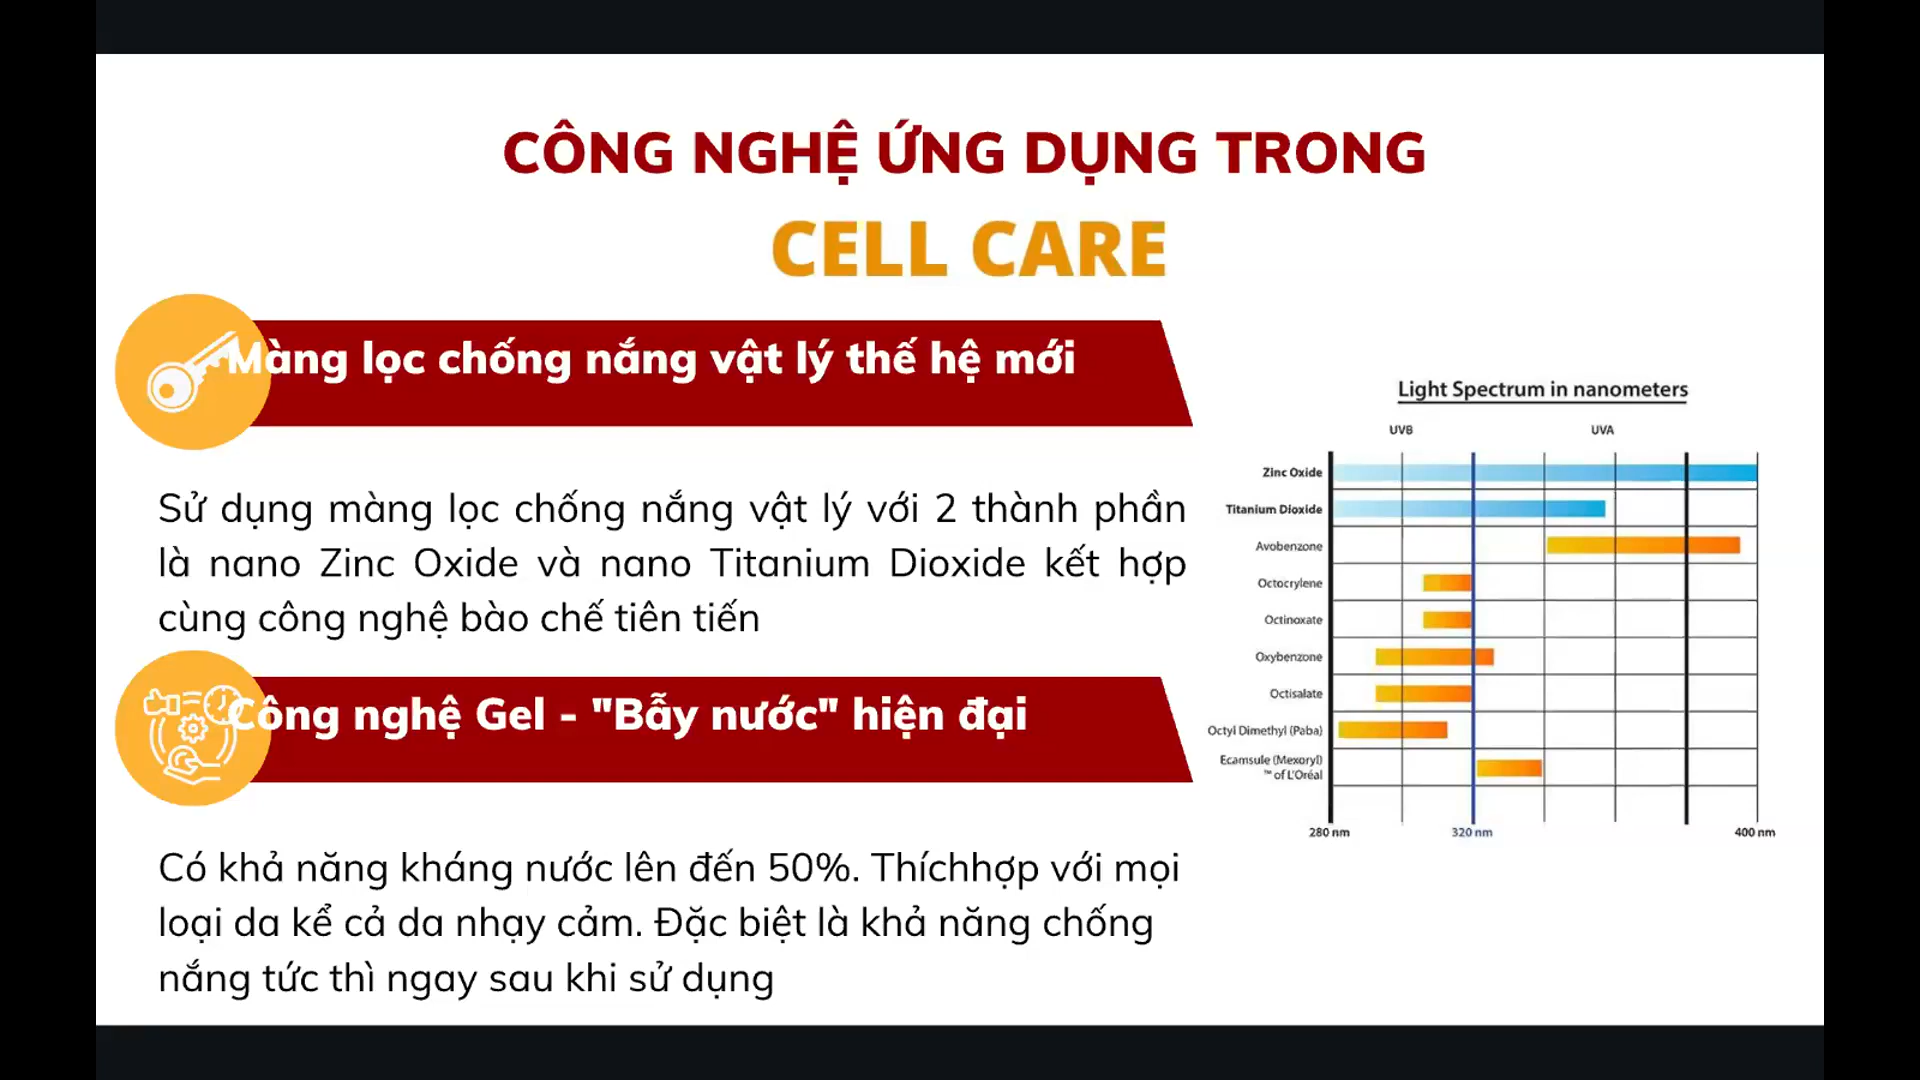 CÔNG NGHỆ ỨNG DỤNG TRONG
CELL CARE
Màng lọc chống nắng vật lý thế hệ mới
Sử dụng màng lọc chống nắng vật lý với 2 thành phần
là nano Zinc Oxide và nano Titanium Dioxide kết hợp
cùng công nghệ bào chế tiên tiến
Công nghệ Gel - "Bẫy nước" hiện đại
Có khả năng kháng nước lên đến 50%. Thíchhợp với mọi
loại da kể cả da nhạy cảm. Đặc biệt là khả năng chống
nắng tức thì ngay sau khi sử dụng
Light Spectrum in nanometers
UVB UVA
Zinc Oxide
Titanium Dioxide
Avobenzone
Octocrylene
Octinoxate
Oxybenzone
Octisalate
Octyl Dimethyl (Paba)
Ecamsule (Mexoryl)
™ of L'Oréal
280 nm 320 nm 400 nm